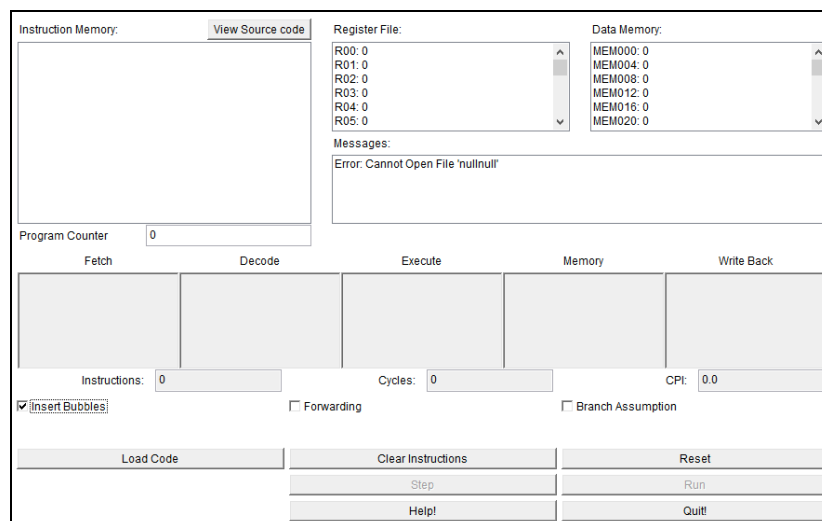 Instruction Memory:
View Source code
Register File:
Data Memory:
R00: 0
R01: 0
R02: 0
R03: 0
R04: 0
R05: 0
MEM000: 0
MEM004: 0
MEM008: 0
MEM012: 0
MEM016: 0
MEM020: 0
Messages:
Error: Cannot Open File 'nullnull'
Program Counter
0
Fetch
Decode
Execute
Memory
Write Back
Instructions: 0
Cycles: 0
CPI: 0.0
Insert Bubbles
Forwarding
Branch Assumption
Load Code
Clear Instructions
Reset
Step
Run
Help!
Quit!